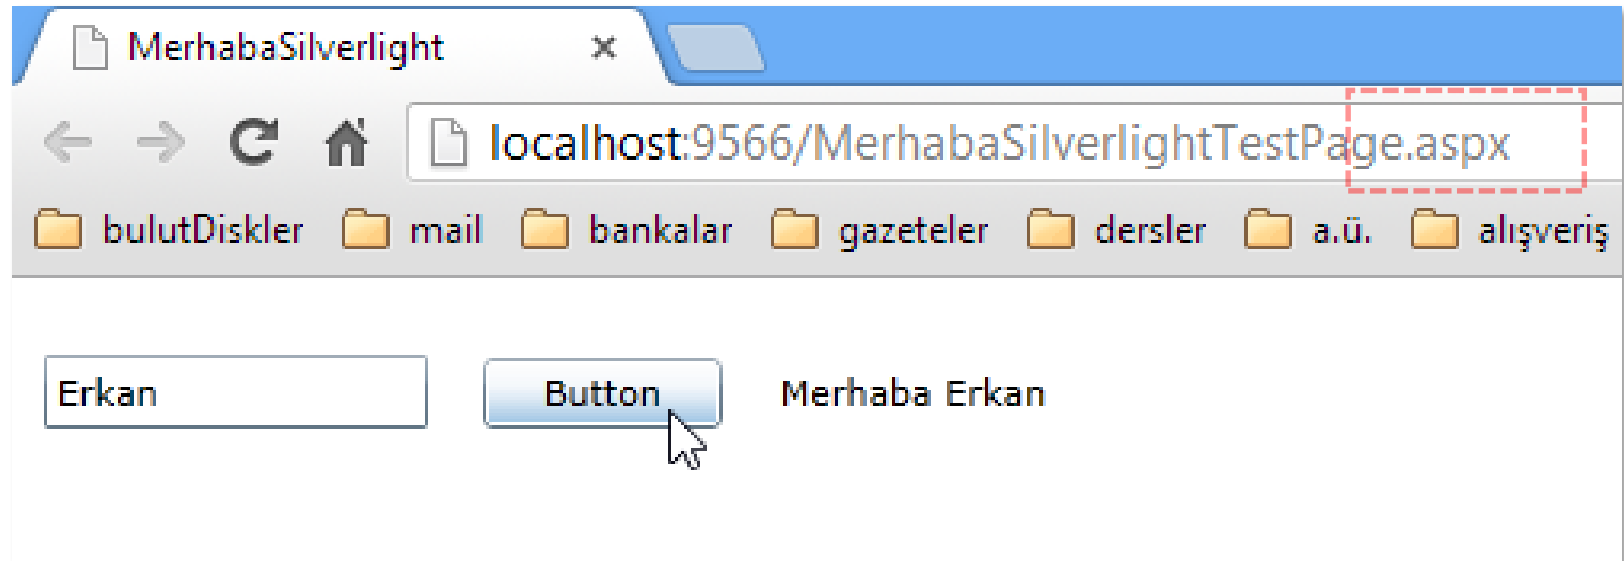 MerhabaSilverlight
localhost:9566/MerhabaSilverlightTestPage.aspx
bulutDiskler mail bankalar gazeteler dersler a.ü. alışveriş
Erkan Button Merhaba Erkan